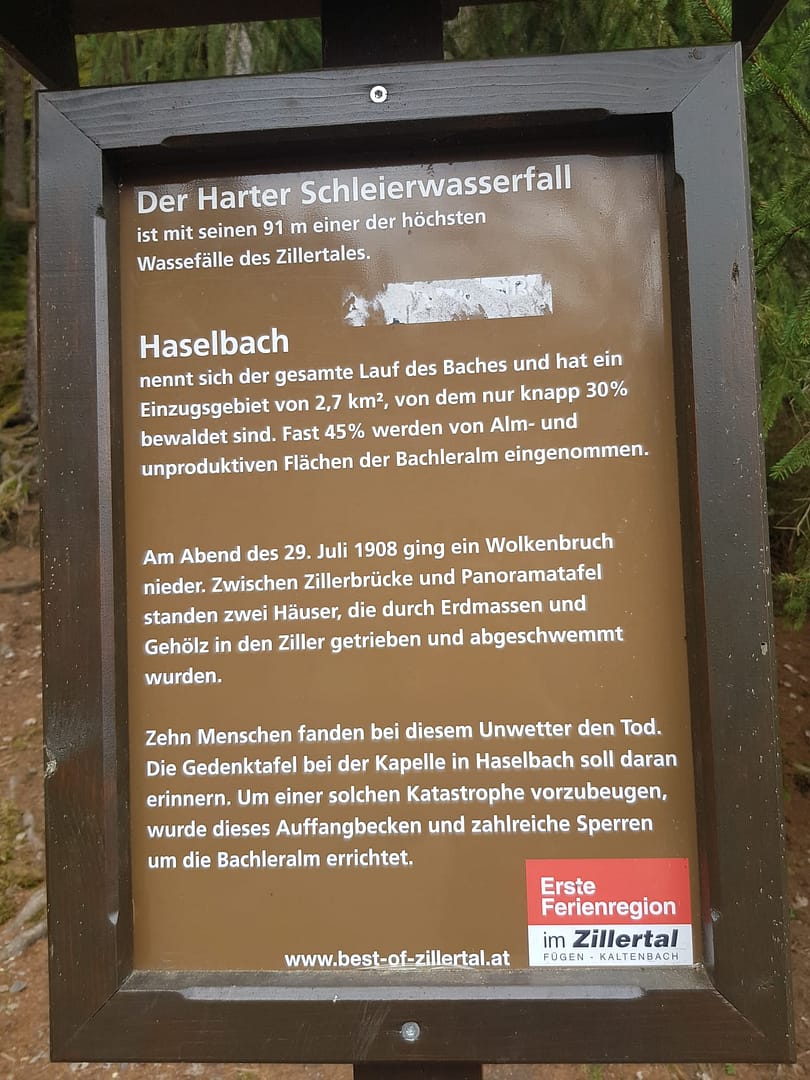 Der Harter Schleierwasserfall
ist mit seinen 91 m einer der höchsten
Wassefälle des Zillertales.
Haselbach
nennt sich der gesamte Lauf des Baches und hat ein
Einzugsgebiet von 2,7 km², von dem nur knapp 30%
bewaldet sind. Fast 45% werden von Alm- und
unproduktiven Flächen der Bachleralm eingenommen.
Am Abend des 29. Juli 1908 ging ein Wolkenbruch
nieder. Zwischen Zillerbrücke und Panoramatafel
standen zwei Häuser, die durch Erdmassen und
Gehölz in den Ziller getrieben und abgeschwemmt
wurden.
Zehn Menschen fanden bei diesem Unwetter den Tod.
Die Gedenktafel bei der Kapelle in Haselbach soll daran
erinnern. Um einer solchen Katastrophe vorzubeugen,
wurde dieses Auffangbecken und zahlreiche Sperren
um die Bachleralm errichtet.
Erste
Ferienregion
im Zillertal
FÜGEN - KALTENBACH
www.best-of-zillertal.at